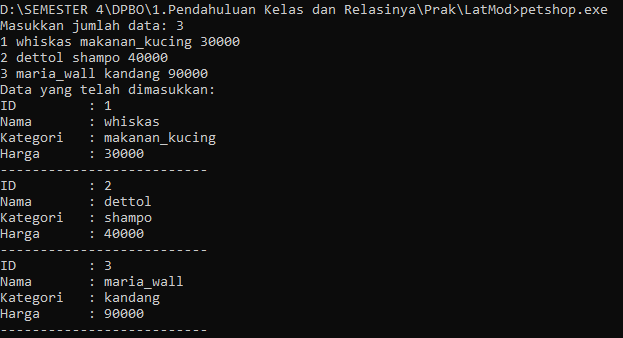 D:\SEMESTER 4\DPBO\1.Pendahuluan Kelas dan Relasinya\Prak\LatMod>petshop.exe
Masukkan jumlah data: 3
1 whiskas makanan_kucing 30000
2 dettol shampo 40000
3 maria_wall kandang 90000
Data yang telah dimasukkan:
ID         : 1
Nama       : whiskas
Kategori   : makanan_kucing
Harga      : 30000
--------------------------
ID         : 2
Nama       : dettol
Kategori   : shampo
Harga      : 40000
--------------------------
ID         : 3
Nama       : maria_wall
Kategori   : kandang
Harga      : 90000
--------------------------